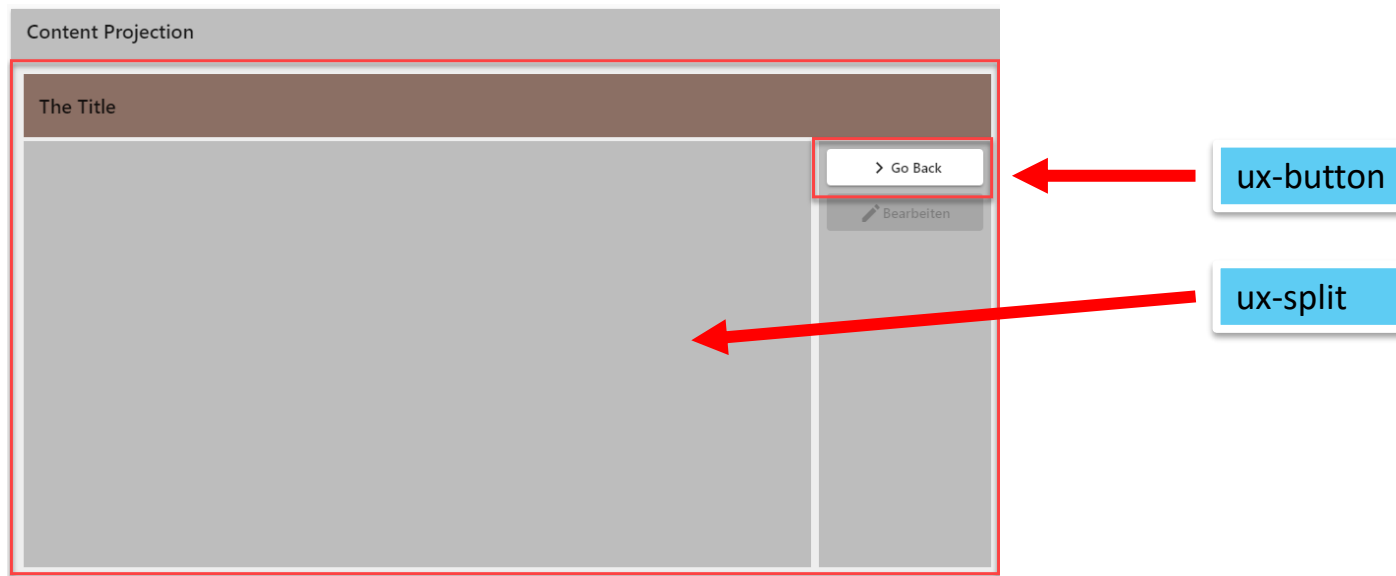 Content Projection
The Title
Go Back
Bearbeiten
ux-button
ux-split